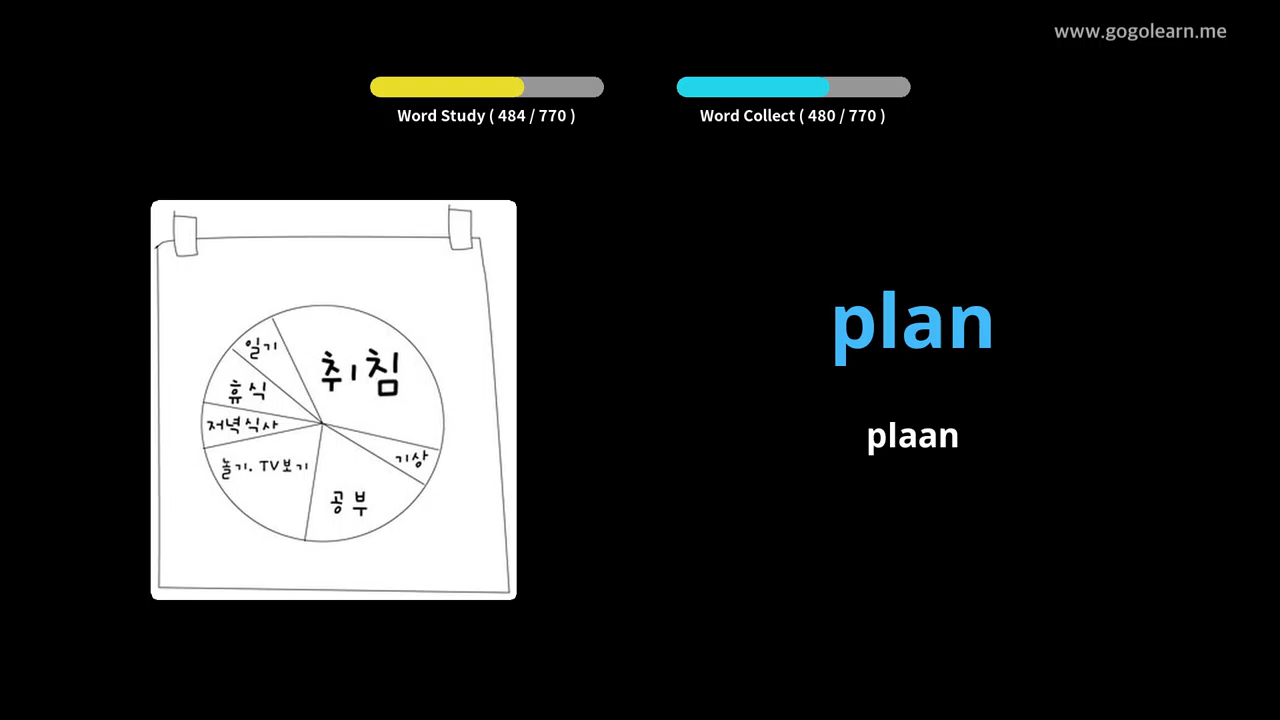 www.gogolearn.me
Word Study ( 484 / 770 )
Word Collect ( 480 / 770 )
일기
취침
휴식
저녁식사
놀기. TV보기
기상
공부
plan
plaan